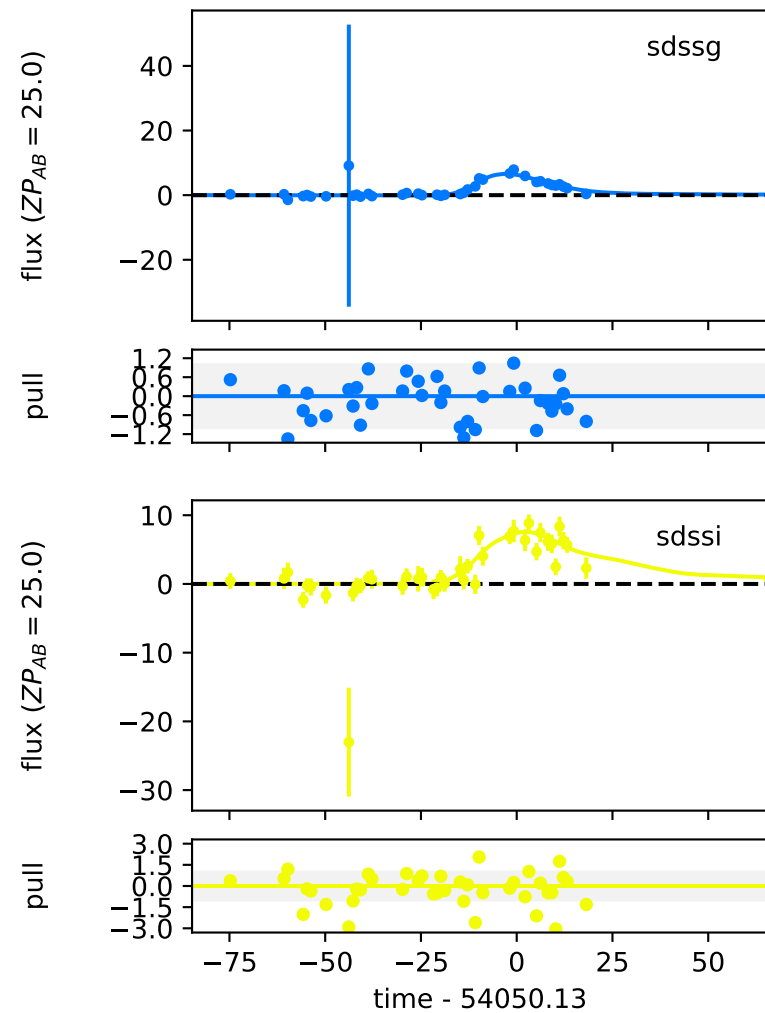 sdssg
flux (ZP_AB = 25.0)
40
20
0
−20
pull
1.2
0.6
0.0
−0.6
−1.2
sdssi
flux (ZP_AB = 25.0)
10
0
−10
−20
−30
pull
3.0
1.5
0.0
−1.5
−3.0
−75 −50 −25 0 25 50
time - 54050.13